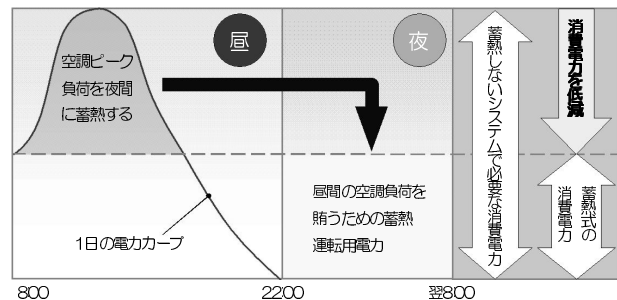 昼
夜
空調ピーク
負荷を夜間
に蓄熱する
1日の電力カーブ
昼間の空調負荷を
賄うための蓄熱
運転用電力
蓄熱しないシステムで必要な消費電力
消費電力を低減
蓄熱式の
消費電力
800
2200
翌800